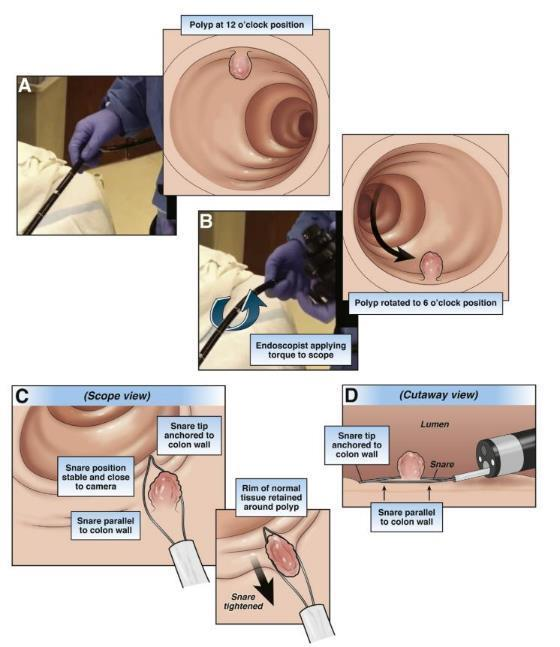 Polyp at 12 o'clock position
A
B
Polyp rotated to 6 o'clock position
Endoscopist applying
torque to scope
C
(Scope view)
Snare tip
anchored to
colon wall
Snare position
stable and close
to camera
Snare parallel
to colon wall
Rim of normal
tissue retained
around polyp
Snare
tightened
D
(Cutaway view)
Lumen
Snare tip
anchored to
colon wall
Snare
Snare parallel
to colon wall